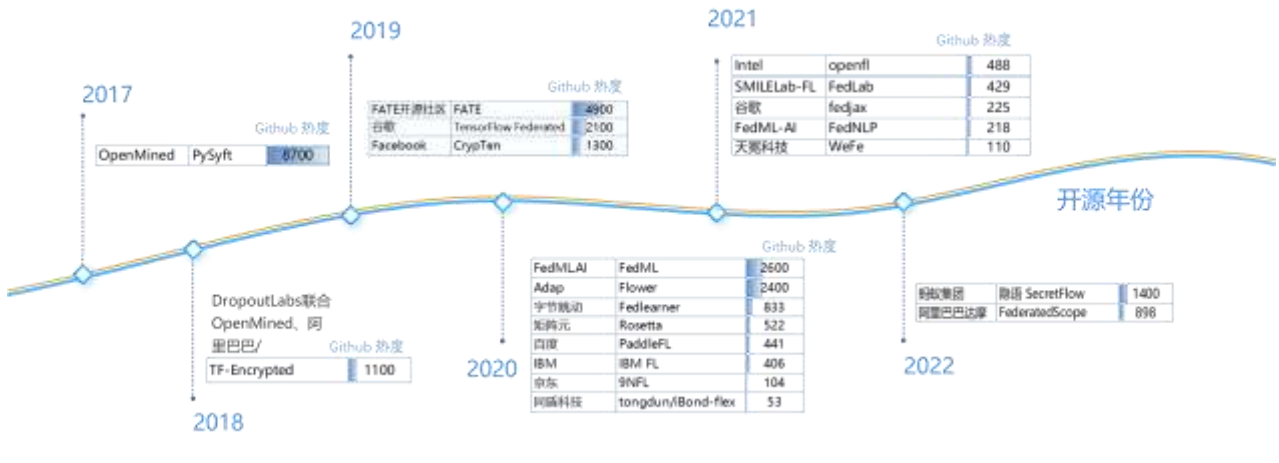 2017
Github 热度
OpenMined PySyft 8700
DropoutLabs联合
OpenMined、阿
里巴巴/
Github 热度
TF-Encrypted 1100
2018
2019
Github 热度
FATE开源社区 FATE 4900
谷歌 TensorFlow Federated 2100
Facebook CrypTen 1300
Github 热度
FedML.AI FedML 2600
Adap Flower 2400
字节跳动 Fedlearner 833
矩阵元 Rosetta 522
百度 PaddleFL 441
IBM IBM FL 406
京东 9NFL 104
同盾科技 tongdun/iBond-flex 53
2020
2021
Github 热度
Intel openfl 488
SMILELab-FL FedLab 429
谷歌 fedjax 225
FedML-AI FedNLP 218
天冕科技 WeFe 110
开源年份
蚂蚁集团 隐语 SecretFlow 1400
阿里巴巴达摩 FederatedScope 898
2022